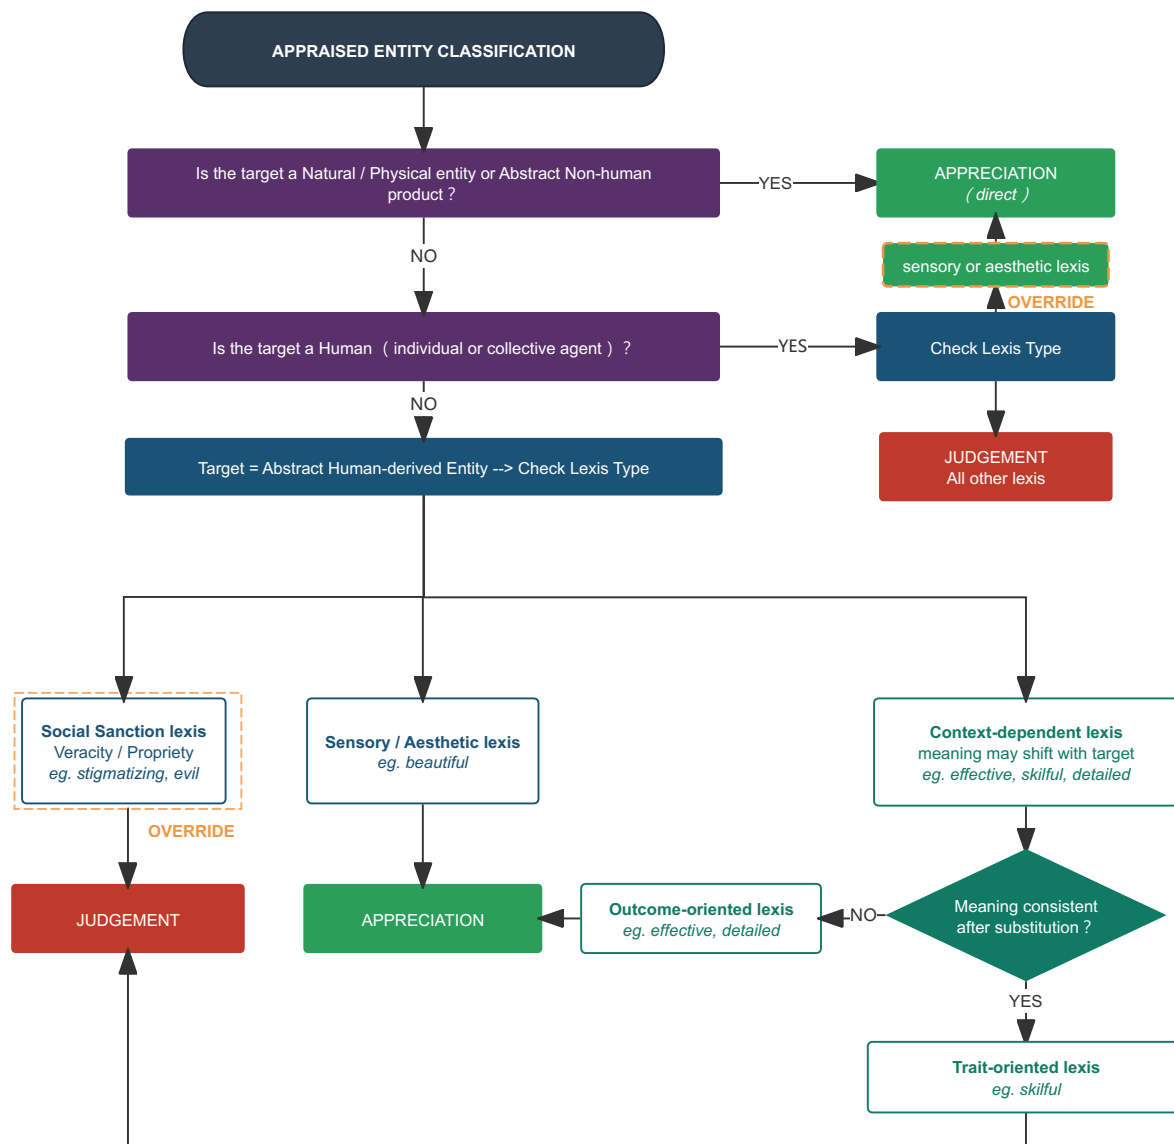 APPRAISED ENTITY CLASSIFICATION
Is the target a Natural / Physical entity or Abstract Non-human
product ?
YES
APPRECIATION
( direct )
NO
sensory or aesthetic lexis
OVERRIDE
Is the target a Human ( individual or collective agent ) ?
YES
Check Lexis Type
NO
JUDGEMENT
All other lexis
Target = Abstract Human-derived Entity --> Check Lexis Type
Social Sanction lexis
Veracity / Propriety
eg. stigmatizing, evil
OVERRIDE
Sensory / Aesthetic lexis
eg. beautiful
Context-dependent lexis
meaning may shift with target
eg. effective, skilful, detailed
JUDGEMENT
APPRECIATION
Outcome-oriented lexis
eg. effective, detailed
NO
Meaning consistent
after substitution ?
YES
Trait-oriented lexis
eg. skilful